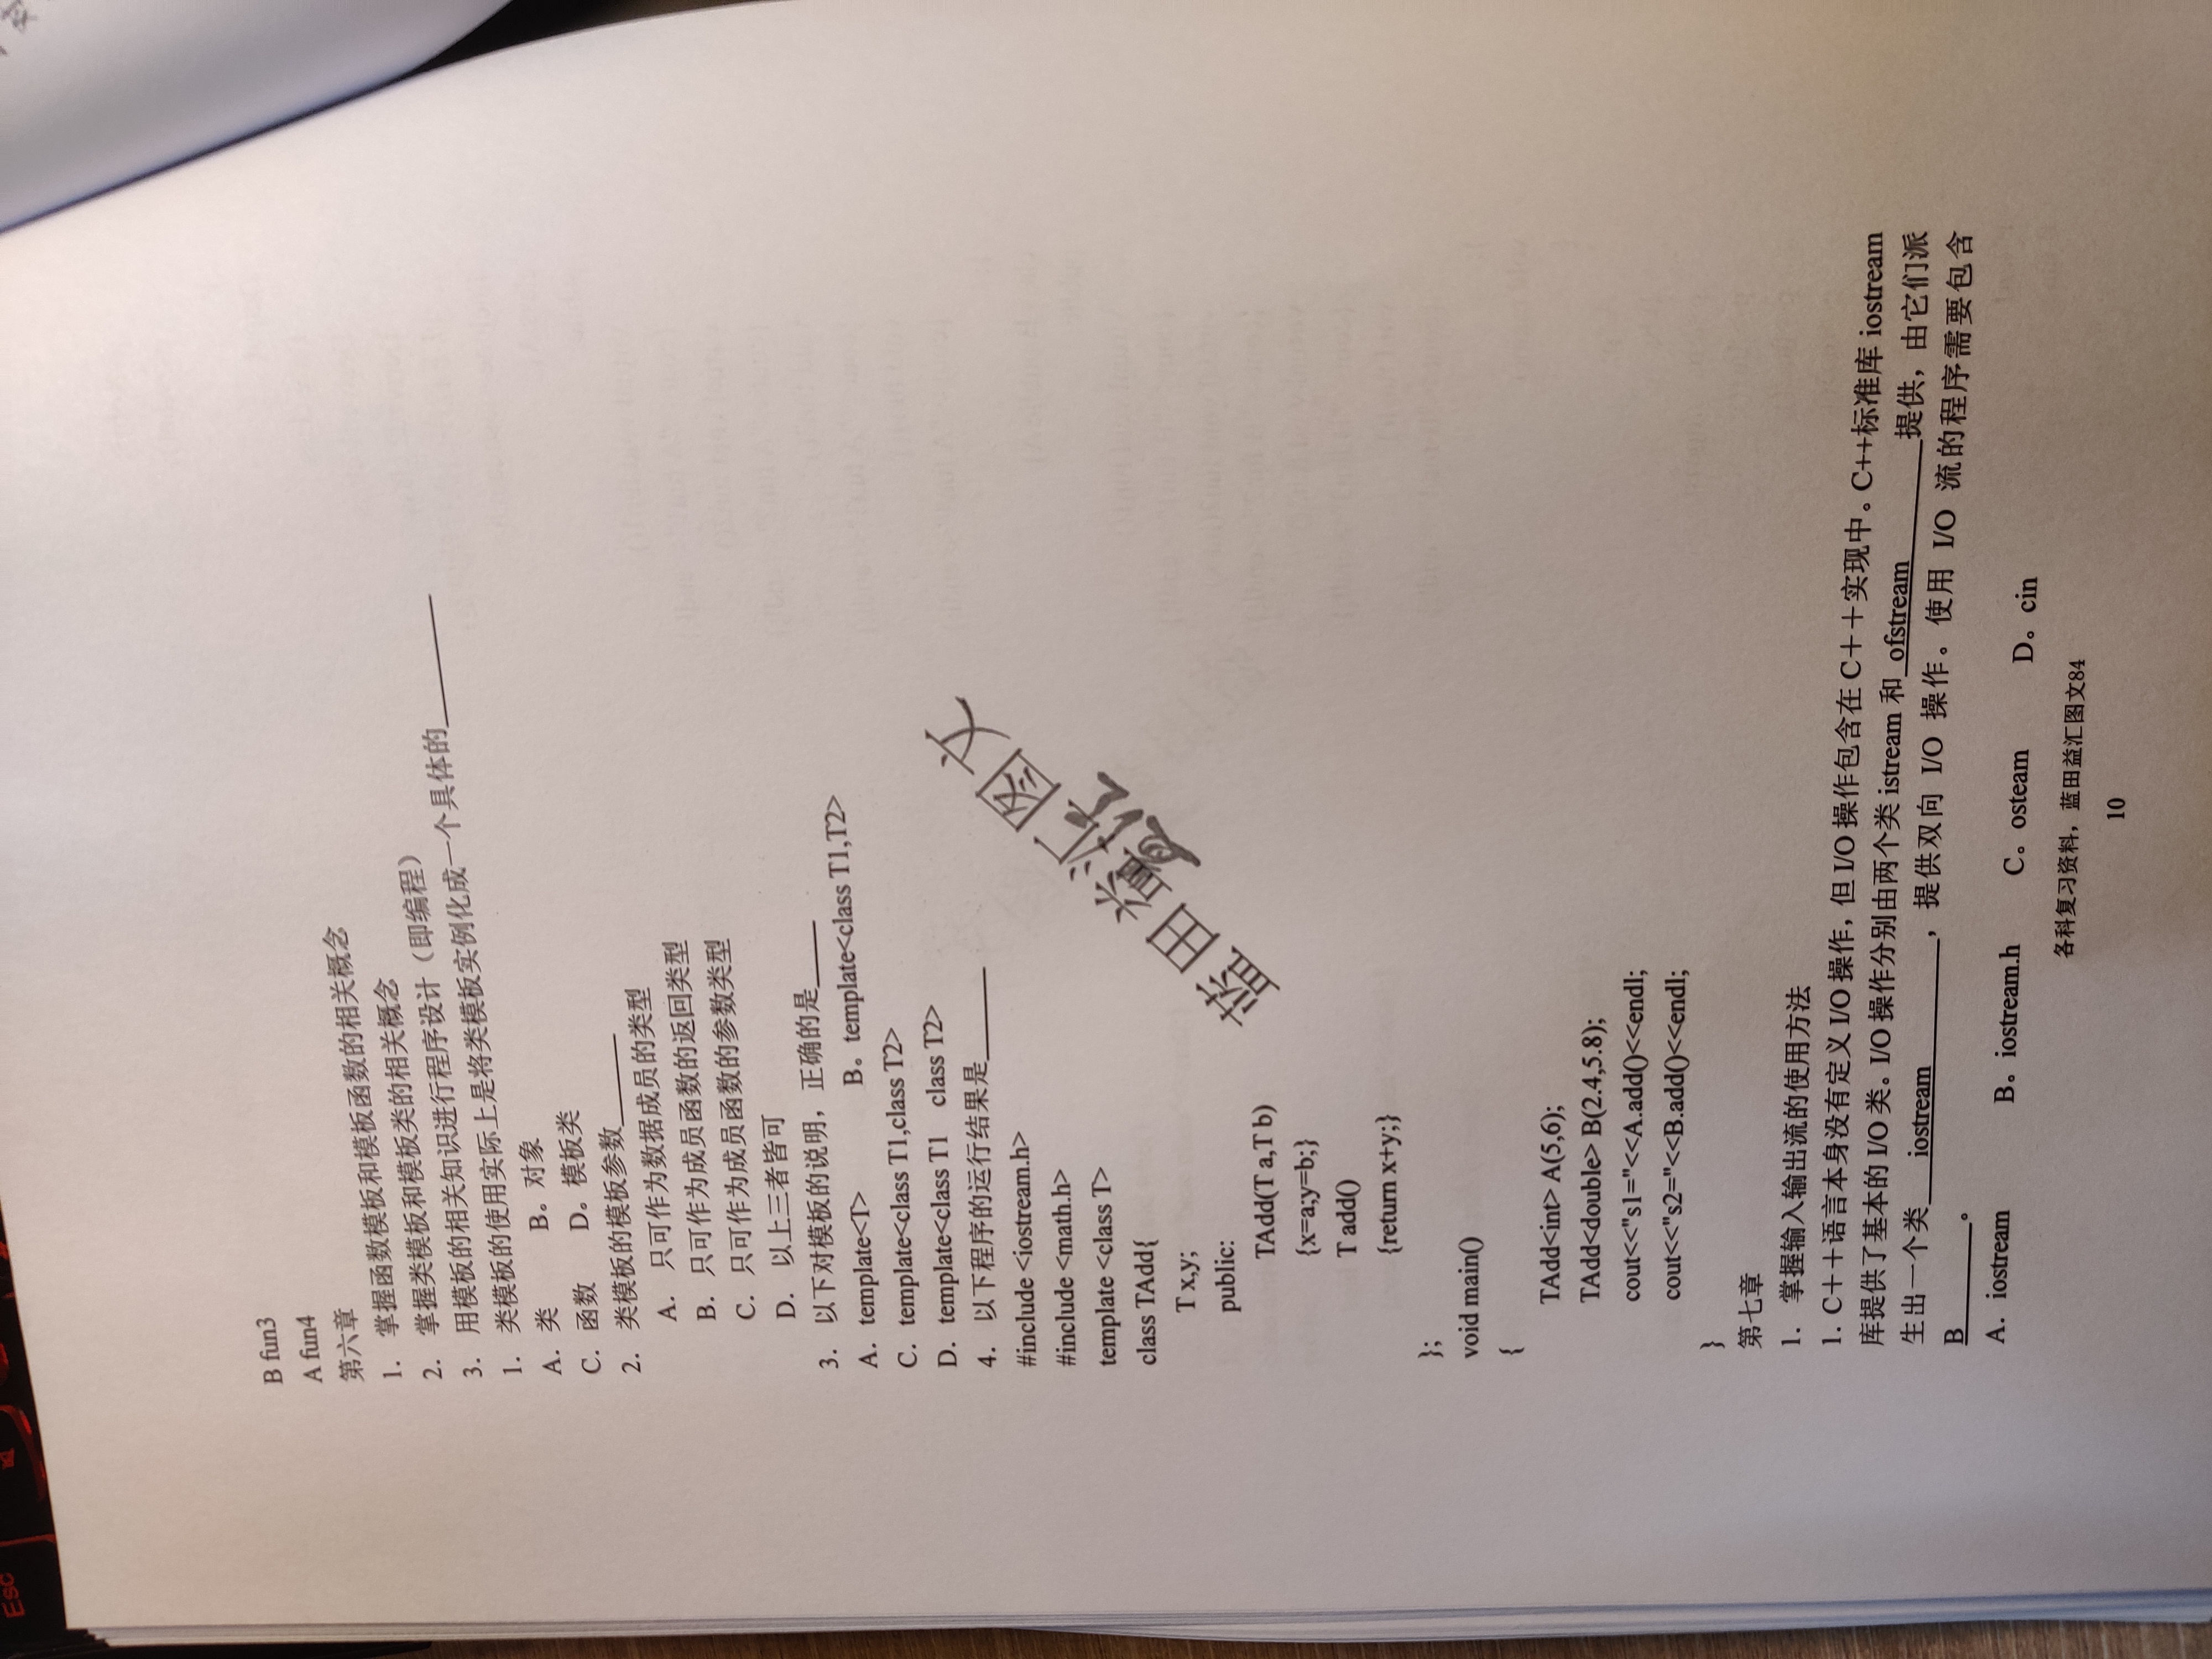 Esc
B fun3
A fun4
第六章
1. 掌握函数模板和模板函数的相关概念
2. 掌握类模板和模板类的相关概念
3. 用模板的相关知识进行程序设计（即编程）
1. 类模板的使用实际上是将类模板实例化成一个具体的________
A. 类 B。对象
C. 函数 D。模板类
2. 类模板的模板参数_______
A. 只可作为数据成员的类型
B. 只可作为成员函数的返回类型
C. 只可作为成员函数的参数类型
D. 以上三者皆可
3. 以下对模板的说明，正确的是_____
A. template<T> B。template<class T1,T2>
C. template<class T1,class T2>
D. template<class T1 class T2>
4. 以下程序的运行结果是_______
#include <iostream.h>
#include <math.h>
template <class T>
class TAdd{
T x,y;
public:
TAdd(T a,T b)
{x=a;y=b;}
T add()
{return x+y;}
};
void main()
{
TAdd<int> A(5,6);
TAdd<double> B(2.4,5.8);
cout<<"s1="<<A.add()<<endl;
cout<<"s2="<<B.add()<<endl;
}
第七章
1. 掌握输入输出流的使用方法
1. C＋＋语言本身没有定义 I/O 操作，但 I/O 操作包含在 C＋＋实现中。C++标准库 iostream
库提供了基本的 I/O 类。I/O 操作分别由两个类 istream 和 ofstream 提供，由它们派
生出一个类 iostream ，提供双向 I/O 操作。使用 I/O 流的程序需要包含
B 。
A. iostream B。iostream.h C。osteam D。cin
蓝田益汇图文
益汇
各科复习资料，蓝田益汇图文84
10